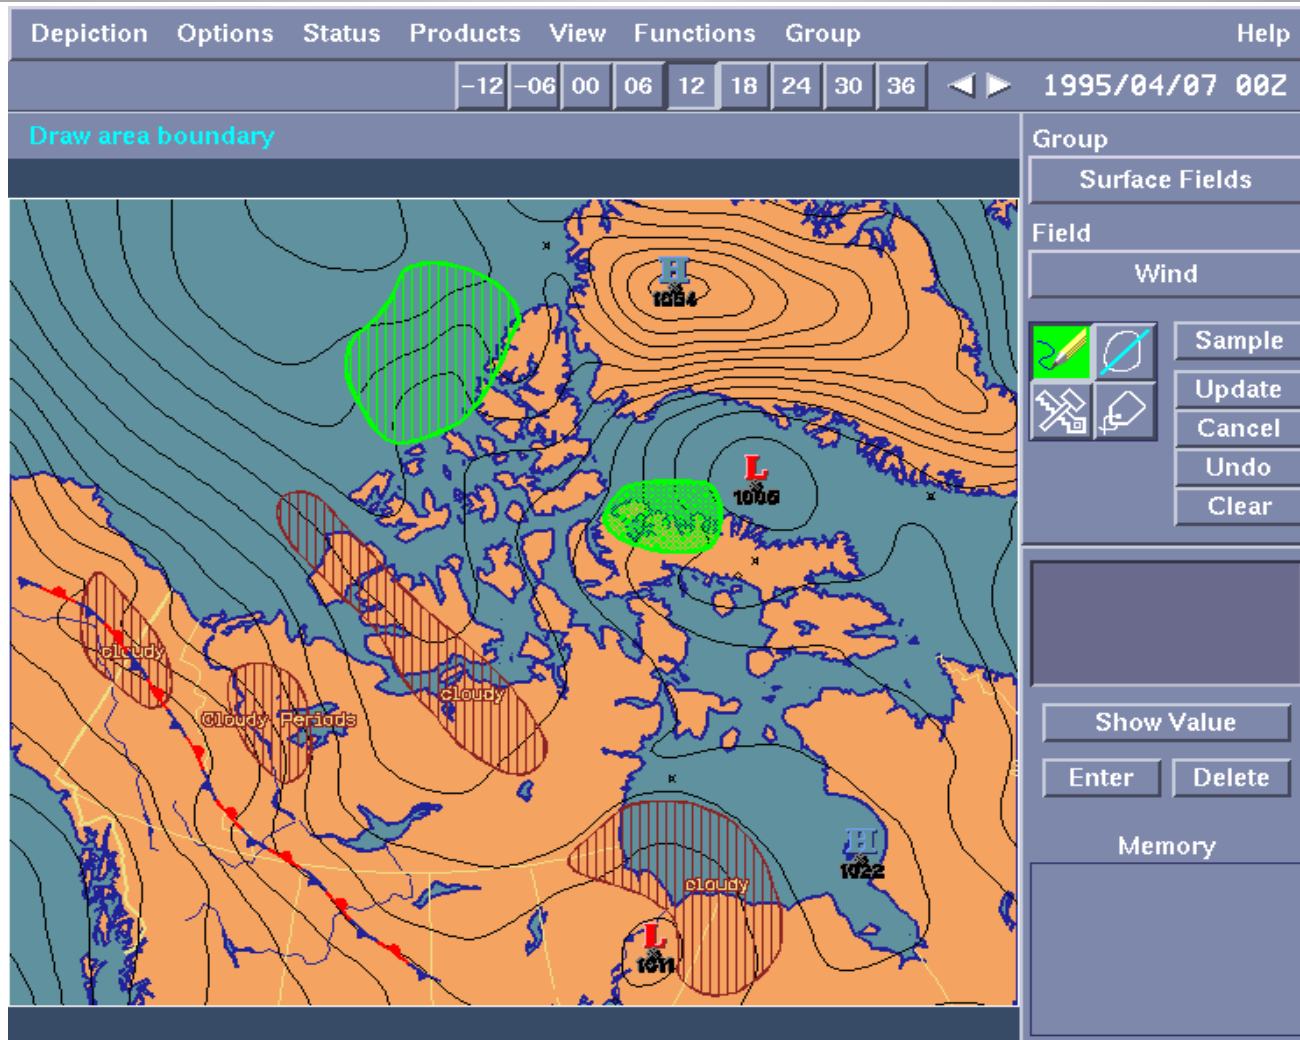 Depiction Options Status Products View Functions Group Help
-12 -06 00 06 12 18 24 30 36 1995/04/07 00Z
Draw area boundary
Group
Surface Fields
Field
Wind
Sample
Update
Cancel
Undo
Clear
Show Value
Enter Delete
Memory
H
1054
L
1006
cloudy
cloudy
Cloudy Periods
H
1022
cloudy
L
1011